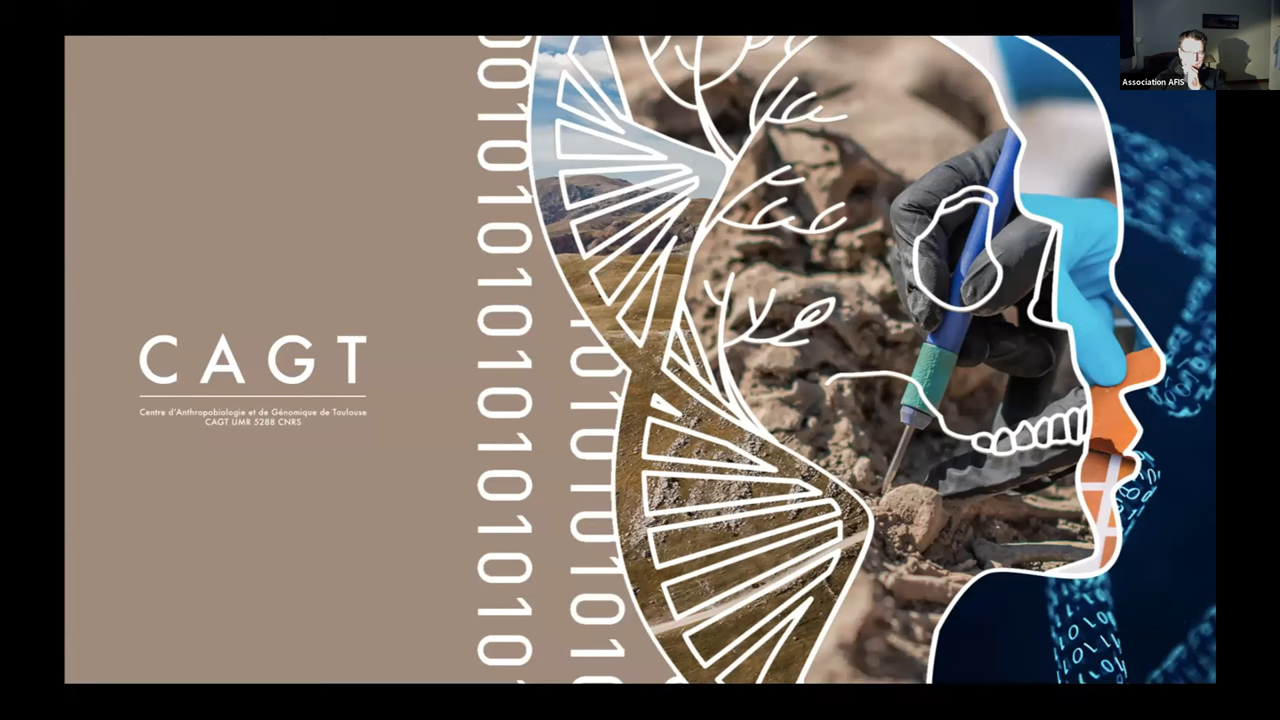 Association AFIS
CAGT
Centre d'Anthropobiologie et de Génomique de Toulouse
CAGT UMR 5288 CNRS